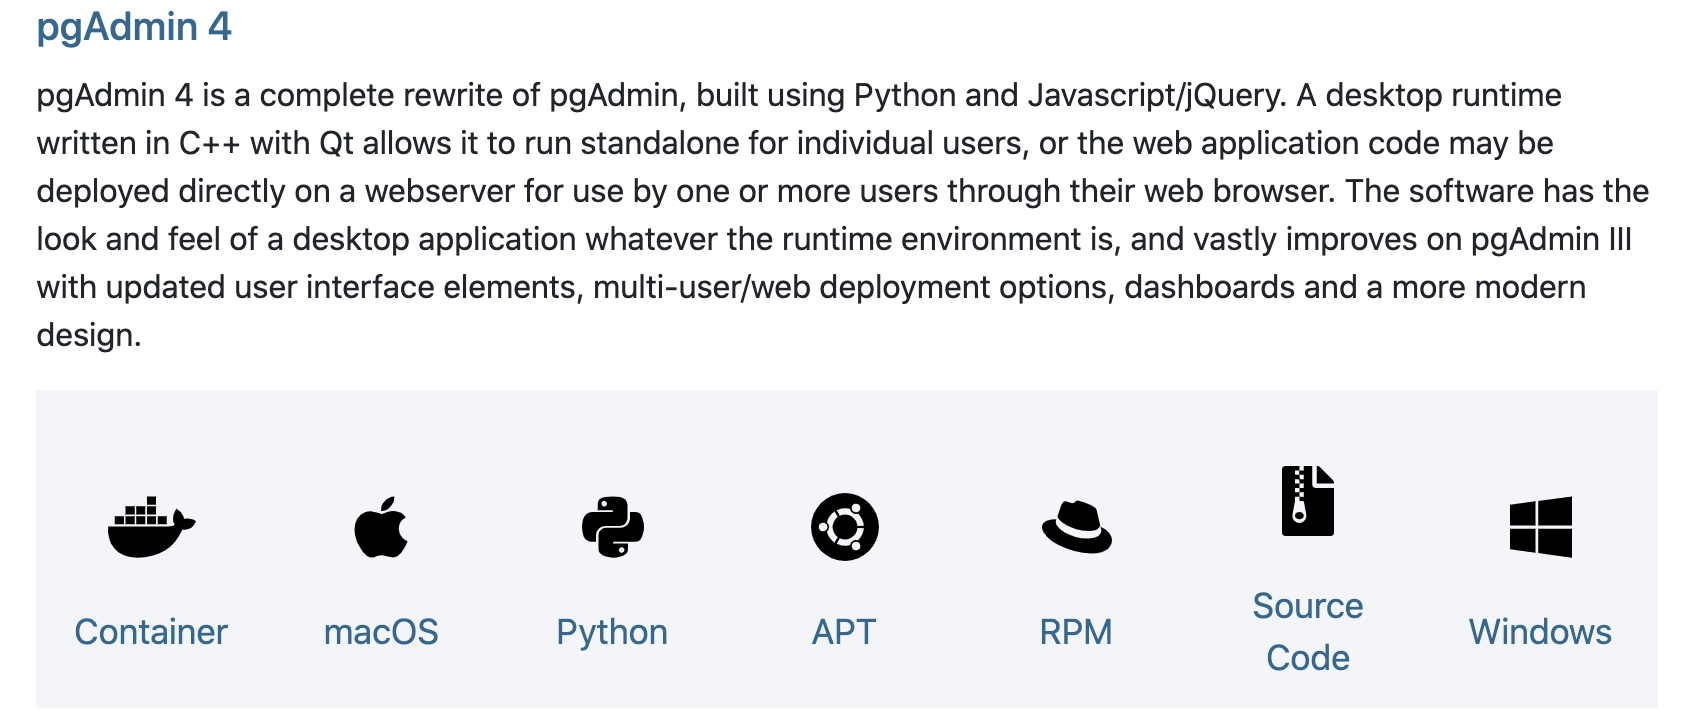 pgAdmin 4
pgAdmin 4 is a complete rewrite of pgAdmin, built using Python and Javascript/jQuery. A desktop runtime
written in C++ with Qt allows it to run standalone for individual users, or the web application code may be
deployed directly on a webserver for use by one or more users through their web browser. The software has the
look and feel of a desktop application whatever the runtime environment is, and vastly improves on pgAdmin III
with updated user interface elements, multi-user/web deployment options, dashboards and a more modern
design.
Container
macOS
Python
APT
RPM
Source
Code
Windows